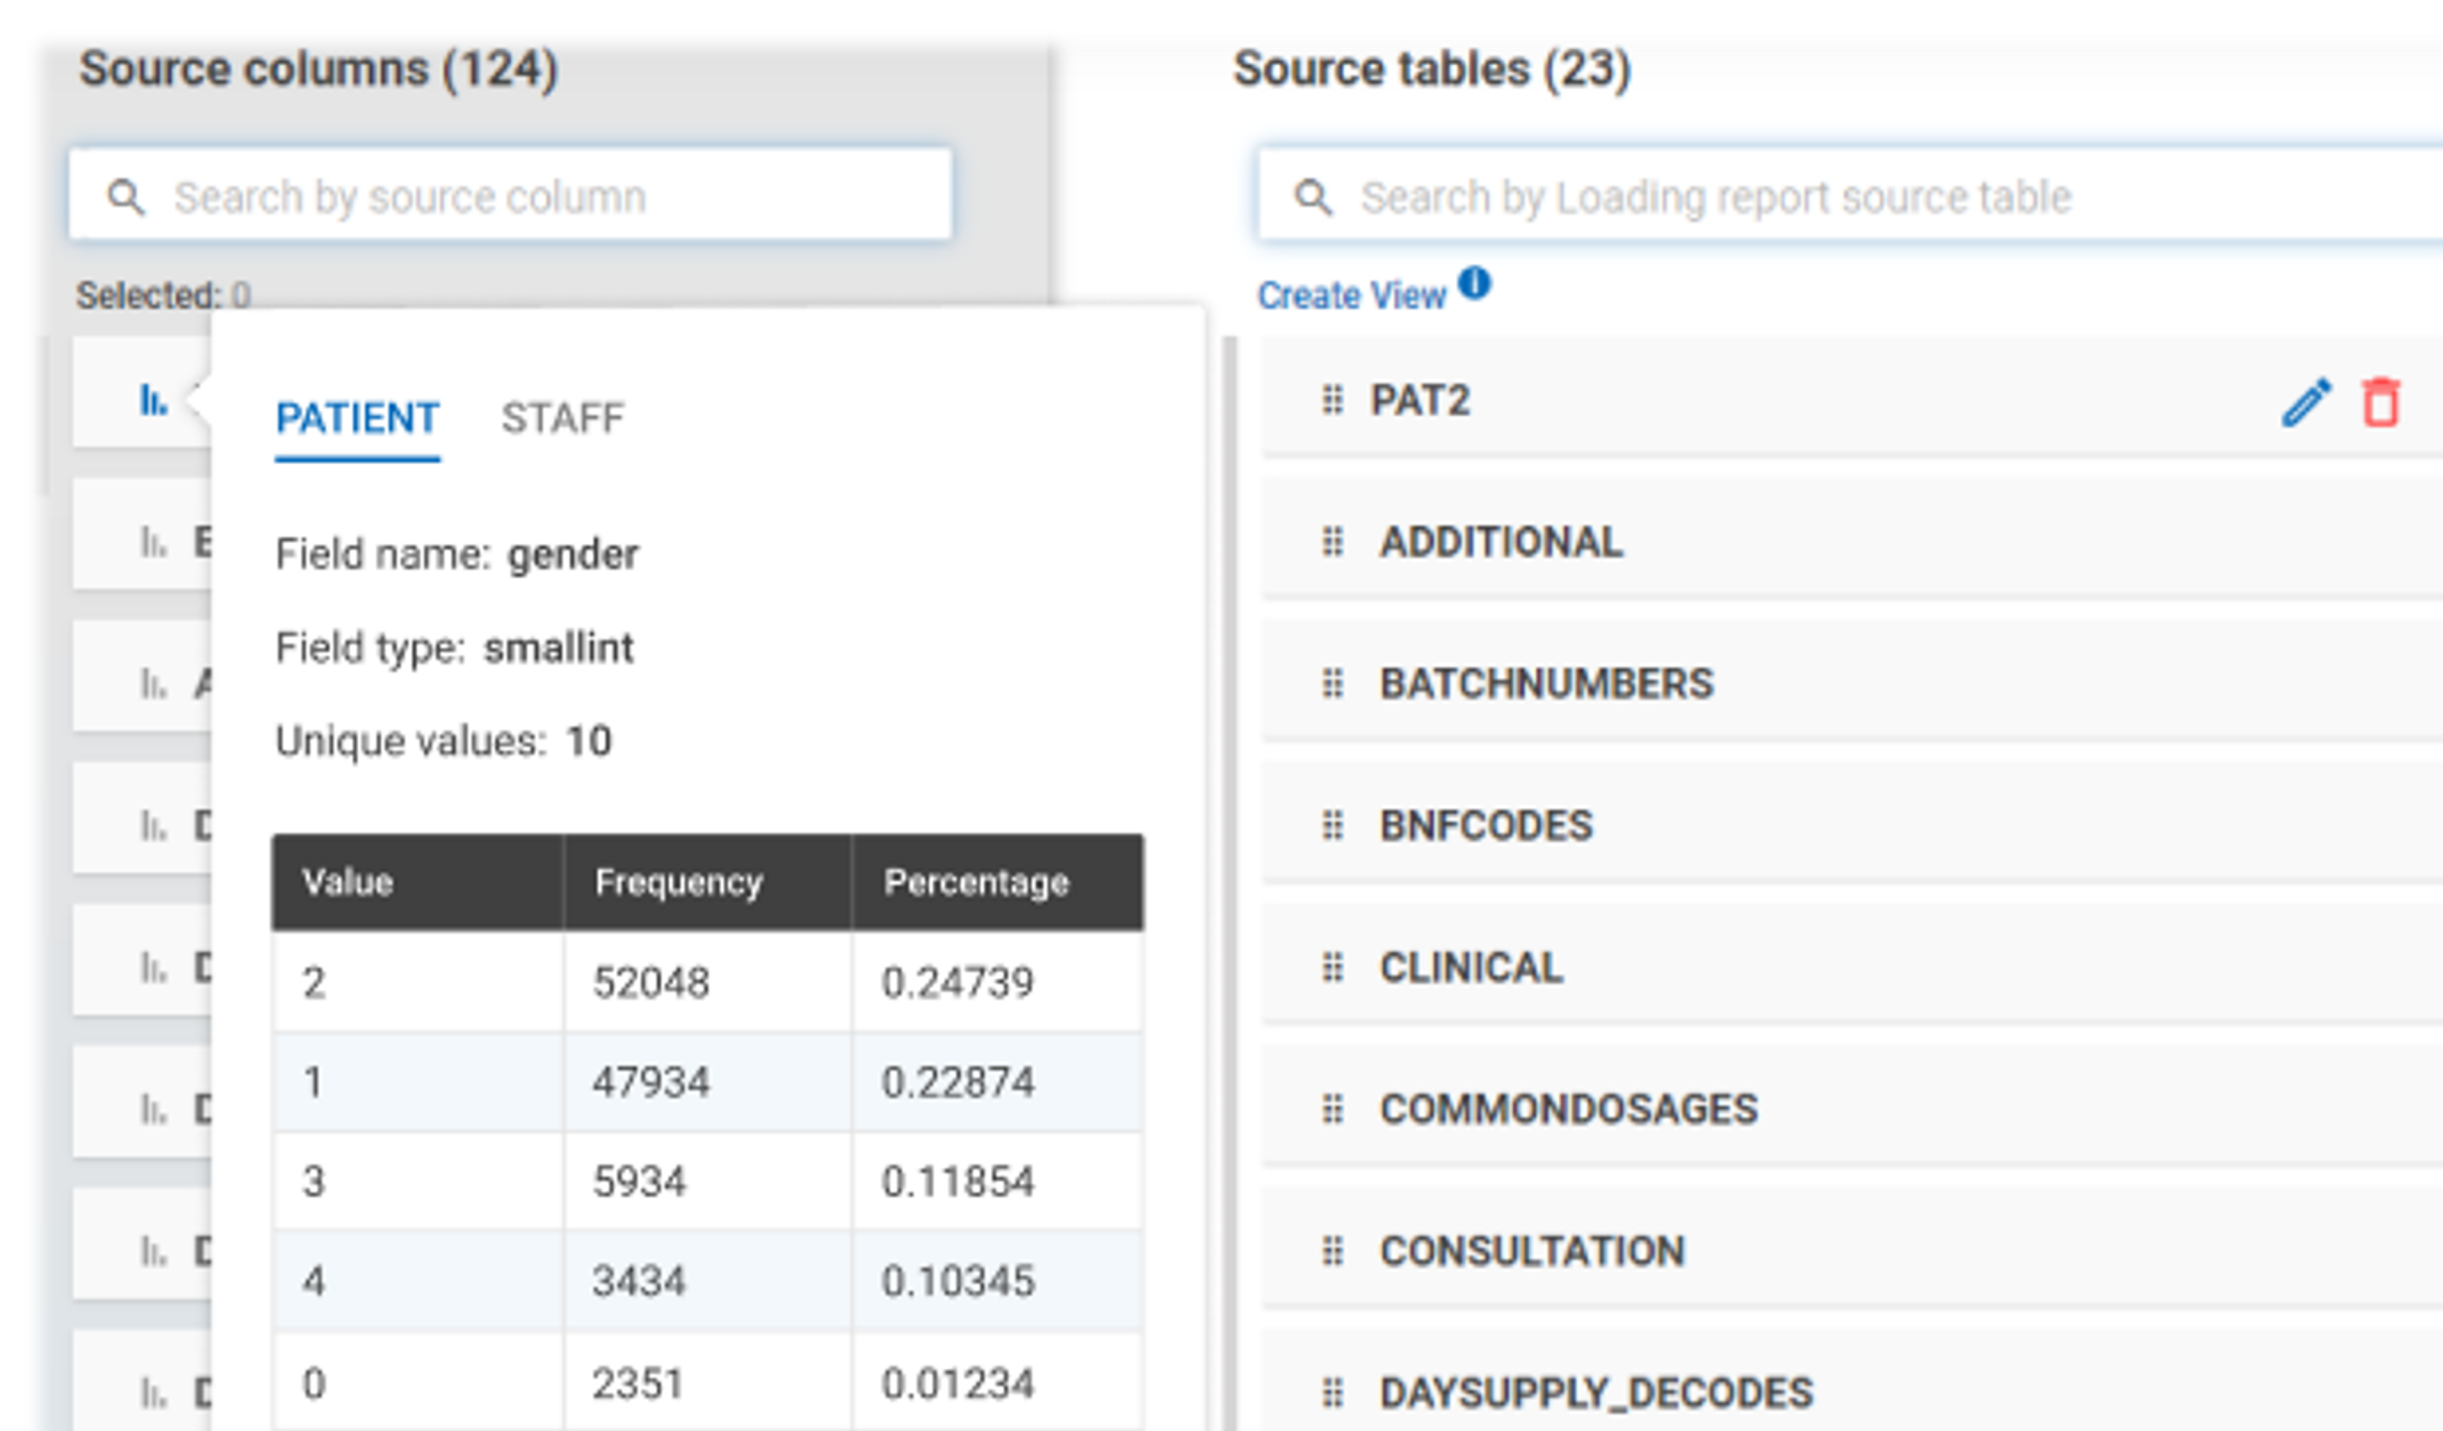 Source columns (124)
Search by source column
Selected: 0
PATIENT STAFF
Field name: gender
Field type: smallint
Unique values: 10
Value Frequency Percentage
2 52048 0.24739
1 47934 0.22874
3 5934 0.11854
4 3434 0.10345
0 2351 0.01234
Source tables (23)
Search by Loading report source table
Create View
PAT2
ADDITIONAL
BATCHNUMBERS
BNFCODES
CLINICAL
COMMONDOSAGES
CONSULTATION
DAYSUPPLY_DECODES